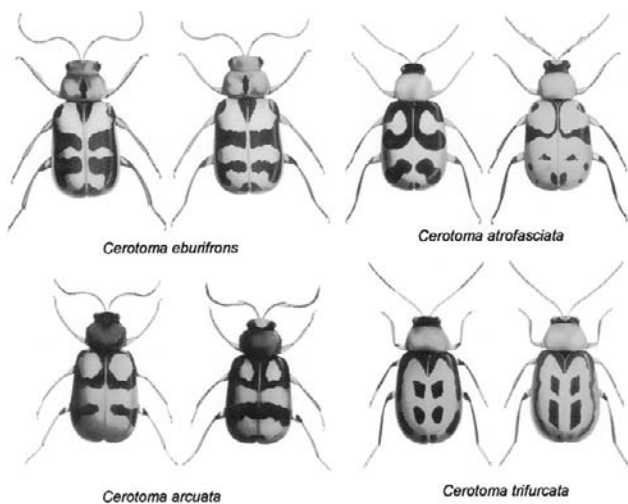 Cerotoma eburifrons
Cerotoma atrofasciata
Cerotoma arcuata
Cerotoma trifurcata